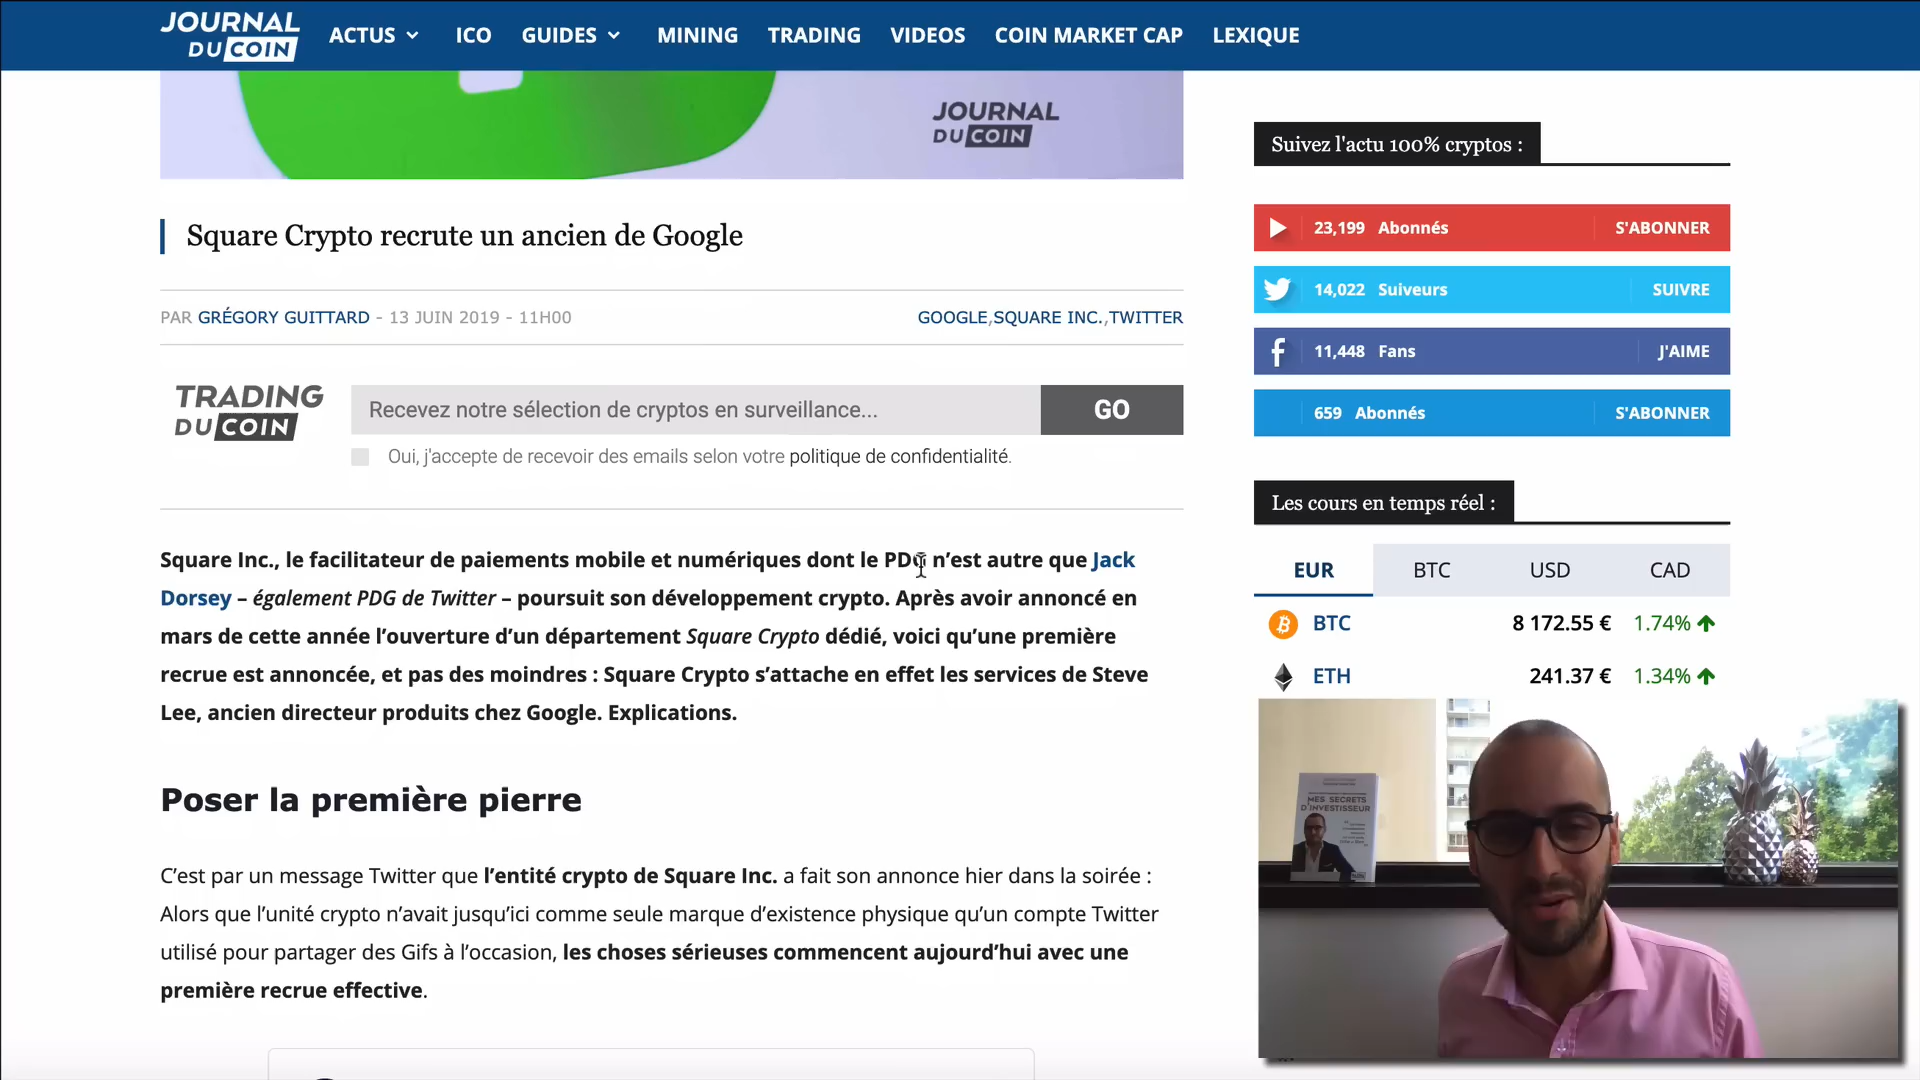 JOURNAL
DU COIN
ACTUS
ICO
GUIDES
MINING
TRADING
VIDEOS
COIN MARKET CAP
LEXIQUE
JOURNAL
DU COIN
Square Crypto recrute un ancien de Google
PAR GRÉGORY GUITTARD - 13 JUIN 2019 - 11H00
GOOGLE,SQUARE INC.,TWITTER
TRADING
DU COIN
Recevez notre sélection de cryptos en surveillance...
GO
Oui, j'accepte de recevoir des emails selon votre politique de confidentialité.
Square Inc., le facilitateur de paiements mobile et numériques dont le PDG n’est autre que Jack
Dorsey – également PDG de Twitter – poursuit son développement crypto. Après avoir annoncé en
mars de cette année l’ouverture d’un département Square Crypto dédié, voici qu’une première
recrue est annoncée, et pas des moindres : Square Crypto s’attache en effet les services de Steve
Lee, ancien directeur produits chez Google. Explications.
Poser la première pierre
C’est par un message Twitter que l’entité crypto de Square Inc. a fait son annonce hier dans la soirée :
Alors que l’unité crypto n’avait jusqu’ici comme seule marque d’existence physique qu’un compte Twitter
utilisé pour partager des Gifs à l’occasion, les choses sérieuses commencent aujourd’hui avec une
première recrue effective.
Suivez l'actu 100% cryptos :
23,199 Abonnés S'ABONNER
14,022 Suiveurs SUIVRE
11,448 Fans J'AIME
659 Abonnés S'ABONNER
Les cours en temps réel :
EUR BTC USD CAD
BTC 8 172.55 € 1.74%
ETH 241.37 € 1.34%
MES SECRETS
D'INVESTISSEUR